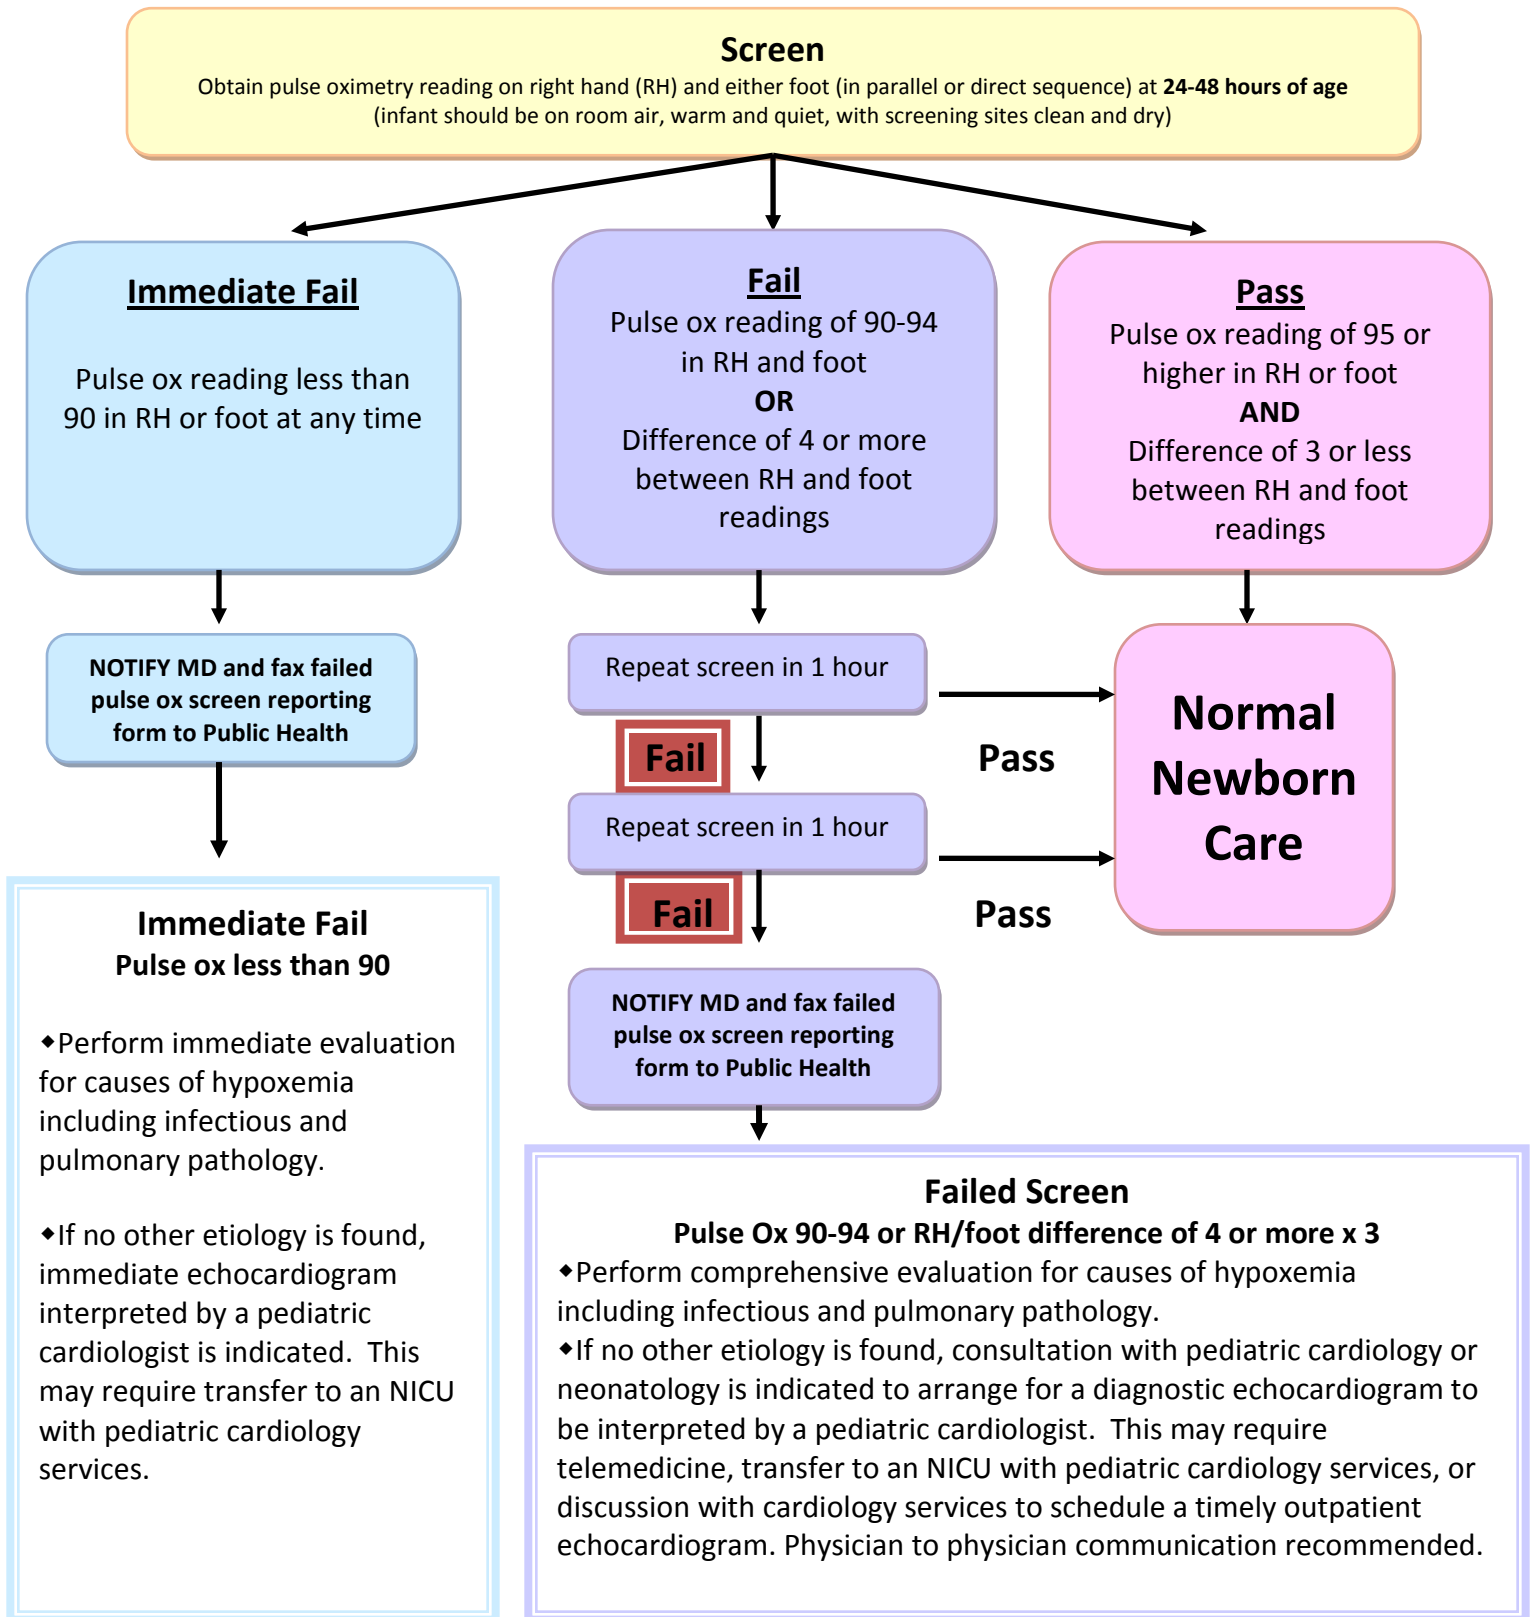 Screen
Obtain pulse oximetry reading on right hand (RH) and either foot (in parallel or direct sequence) at 24-48 hours of age
(infant should be on room air, warm and quiet, with screening sites clean and dry)
Immediate Fail
Pulse ox reading less than
90 in RH or foot at any time
Fail
Pulse ox reading of 90-94
in RH and foot
OR
Difference of 4 or more
between RH and foot
readings
Pass
Pulse ox reading of 95 or
higher in RH or foot
AND
Difference of 3 or less
between RH and foot
readings
NOTIFY MD and fax failed
pulse ox screen reporting
form to Public Health
Repeat screen in 1 hour
Fail
Pass
Repeat screen in 1 hour
Fail
Pass
Normal
Newborn
Care
NOTIFY MD and fax failed
pulse ox screen reporting
form to Public Health
Immediate Fail
Pulse ox less than 90
◆Perform immediate evaluation
for causes of hypoxemia
including infectious and
pulmonary pathology.
◆If no other etiology is found,
immediate echocardiogram
interpreted by a pediatric
cardiologist is indicated.  This
may require transfer to an NICU
with pediatric cardiology
services.
Failed Screen
Pulse Ox 90-94 or RH/foot difference of 4 or more x 3
◆Perform comprehensive evaluation for causes of hypoxemia
including infectious and pulmonary pathology.
◆If no other etiology is found, consultation with pediatric cardiology or
neonatology is indicated to arrange for a diagnostic echocardiogram to
be interpreted by a pediatric cardiologist.  This may require
telemedicine, transfer to an NICU with pediatric cardiology services, or
discussion with cardiology services to schedule a timely outpatient
echocardiogram. Physician to physician communication recommended.